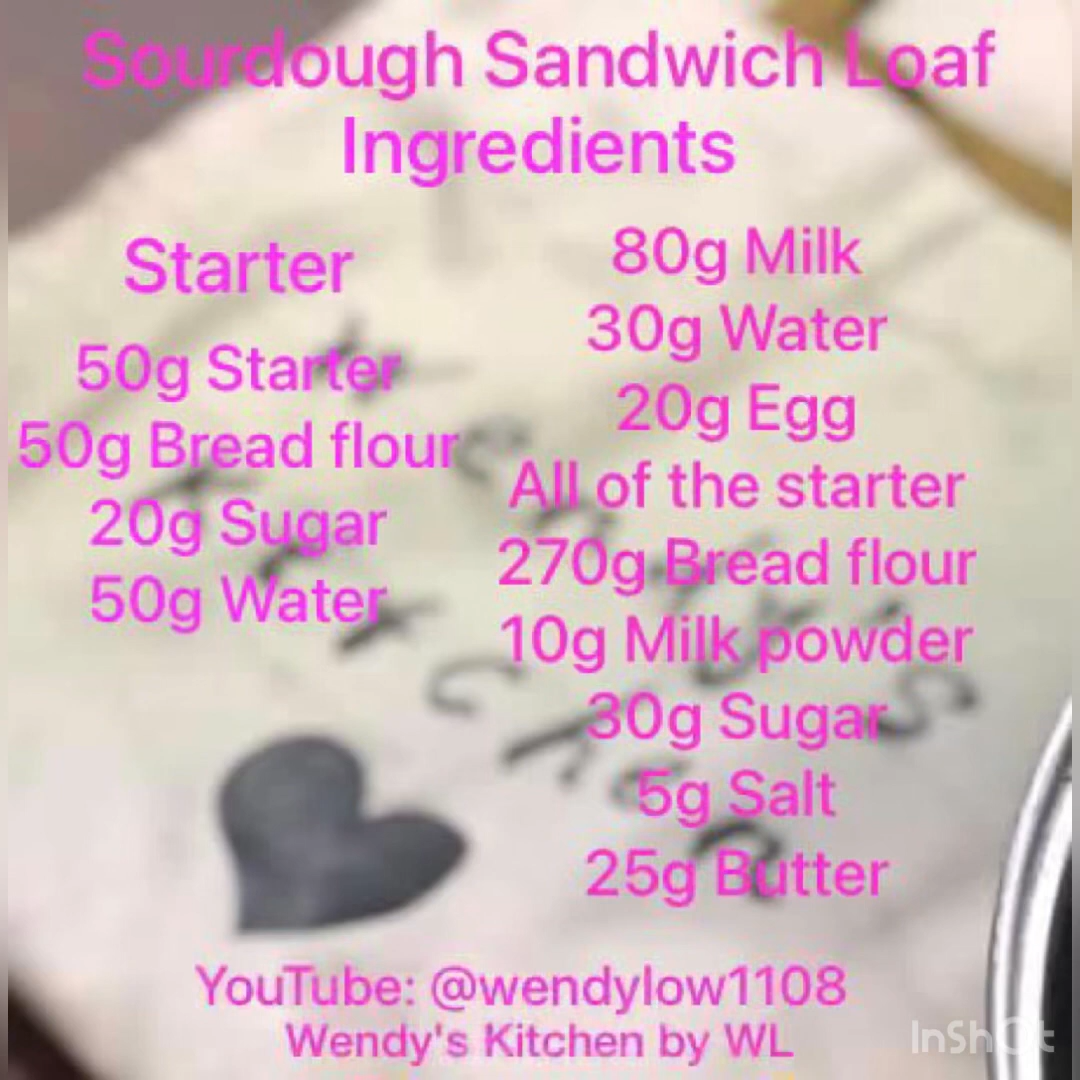 Sourdough Sandwich Loaf
Ingredients
Starter
50g Starter
50g Bread flour
20g Sugar
50g Water
80g Milk
30g Water
20g Egg
All of the starter
270g Bread flour
10g Milk powder
30g Sugar
5g Salt
25g Butter
Wendy's
Kitchen
YouTube: @wendylow1108
Wendy's Kitchen by WL
InShOt